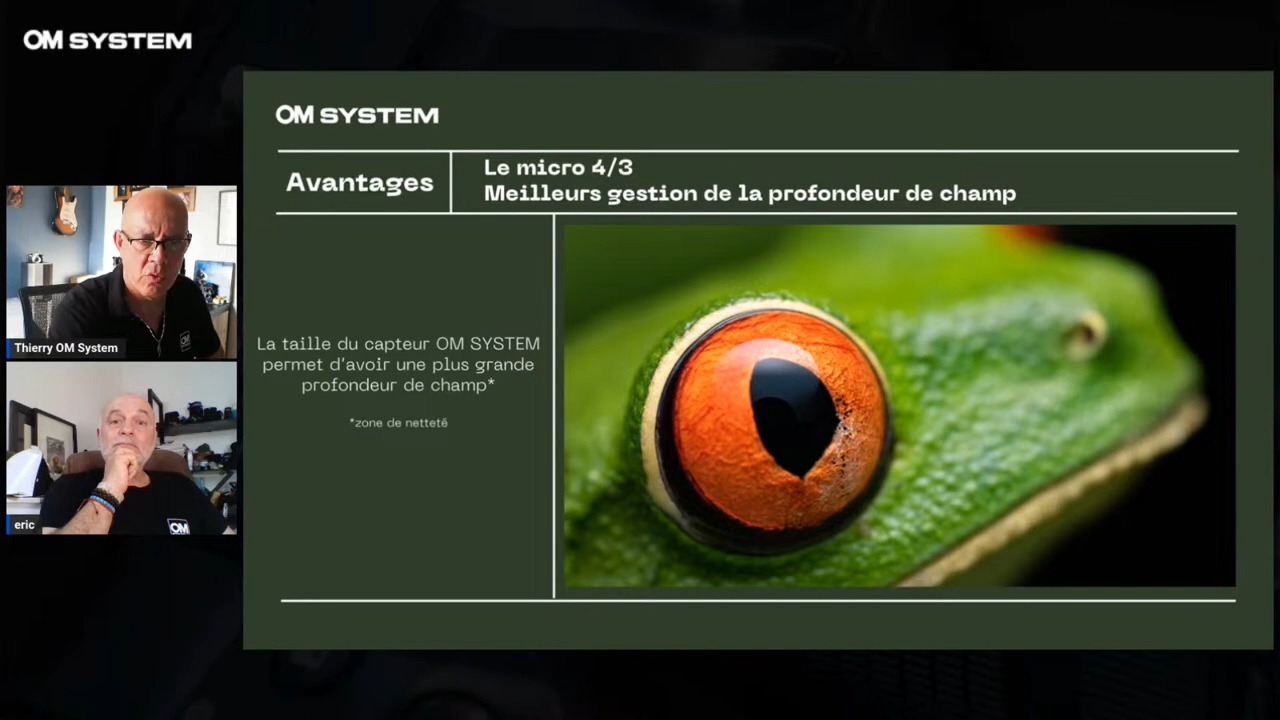 OM SYSTEM
OM SYSTEM
Avantages
Le micro 4/3
Meilleurs gestion de la profondeur de champ
La taille du capteur OM SYSTEM
permet d'avoir une plus grande
profondeur de champ*
*zone de netteté
Thierry OM System
eric
OM